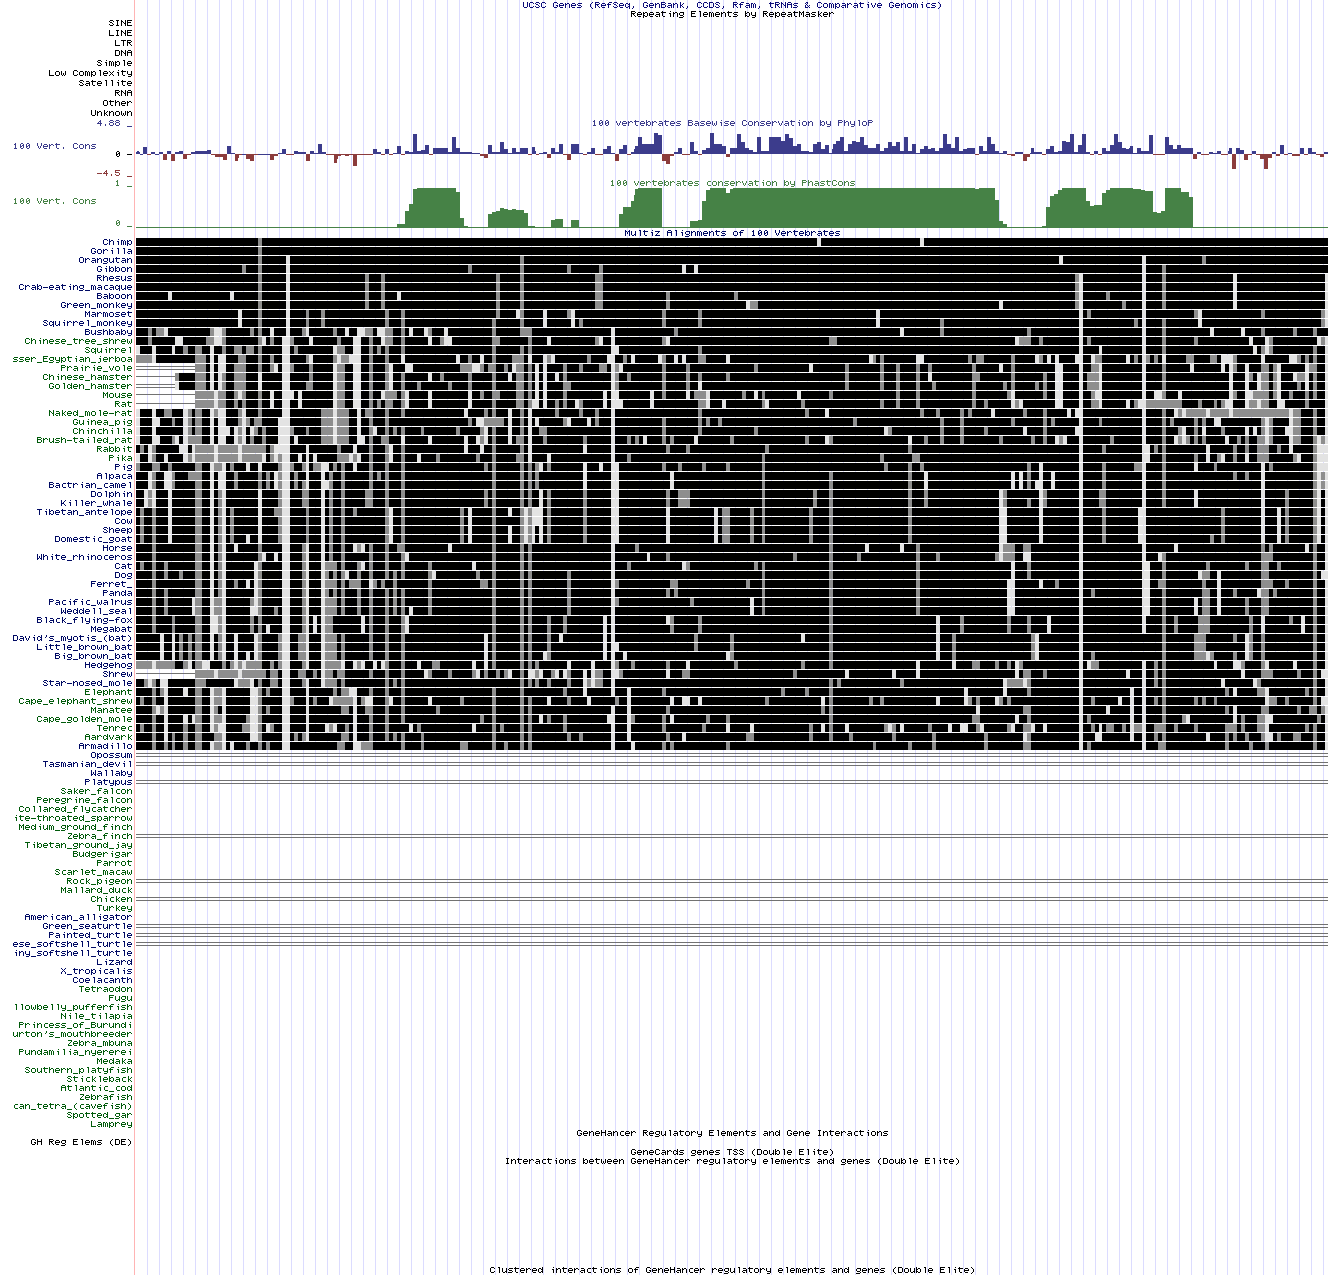 UCSC Genes (RefSeq, GenBank, CCDS, Rfam, tRNAs & Comparative Genomics)
Repeating Elements by RepeatMasker
SINE
LINE
LTR
DNA
Simple
Low Complexity
Satellite
RNA
Other
Unknown
4.88 _
100 vertebrates Basewise Conservation by PhyloP
100 Vert. Cons
0 _
-4.5 _
100 vertebrates conservation by PhastCons
1 _
100 Vert. Cons
0 _
Multiz Alignments of 100 Vertebrates
Chimp
Gorilla
Orangutan
Gibbon
Rhesus
Crab-eating_macaque
Baboon
Green_monkey
Marmoset
Squirrel_monkey
Bushbaby
Chinese_tree_shrew
Squirrel
sser_Egyptian_jerboa
Prairie_vole
Chinese_hamster
Golden_hamster
Mouse
Rat
Naked_mole-rat
Guinea_pig
Chinchilla
Brush-tailed_rat
Rabbit
Pika
Pig
Alpaca
Bactrian_camel
Dolphin
Killer_whale
Tibetan_antelope
Cow
Sheep
Domestic_goat
Horse
White_rhinoceros
Cat
Dog
Ferret_
Panda
Pacific_walrus
Weddell_seal
Black_flying-fox
Megabat
David's_myotis_(bat)
Little_brown_bat
Big_brown_bat
Hedgehog
Shrew
Star-nosed_mole
Elephant
Cape_elephant_shrew
Manatee
Cape_golden_mole
Tenrec
Aardvark
Armadillo
Opossum
Tasmanian_devil
Wallaby
Platypus
Saker_falcon
Peregrine_falcon
Collared_flycatcher
ite-throated_sparrow
Medium_ground_finch
Zebra_finch
Tibetan_ground_jay
Budgerigar
Parrot
Scarlet_macaw
Rock_pigeon
Mallard_duck
Chicken
Turkey
American_alligator
Green_seaturtle
Painted_turtle
ese_softshell_turtle
iny_softshell_turtle
Lizard
X_tropicalis
Coelacanth
Tetraodon
Fugu
llowbelly_pufferfish
Nile_tilapia
Princess_of_Burundi
urton's_mouthbreeder
Zebra_mbuna
Pundamilia_nyererei
Medaka
Southern_platyfish
Stickleback
Atlantic_cod
Zebrafish
can_tetra_(cavefish)
Spotted_gar
Lamprey
GeneHancer Regulatory Elements and Gene Interactions
GH Reg Elems (DE)
GeneCards genes TSS (Double Elite)
Interactions between GeneHancer regulatory elements and genes (Double Elite)
Clustered interactions of GeneHancer regulatory elements and genes (Double Elite)